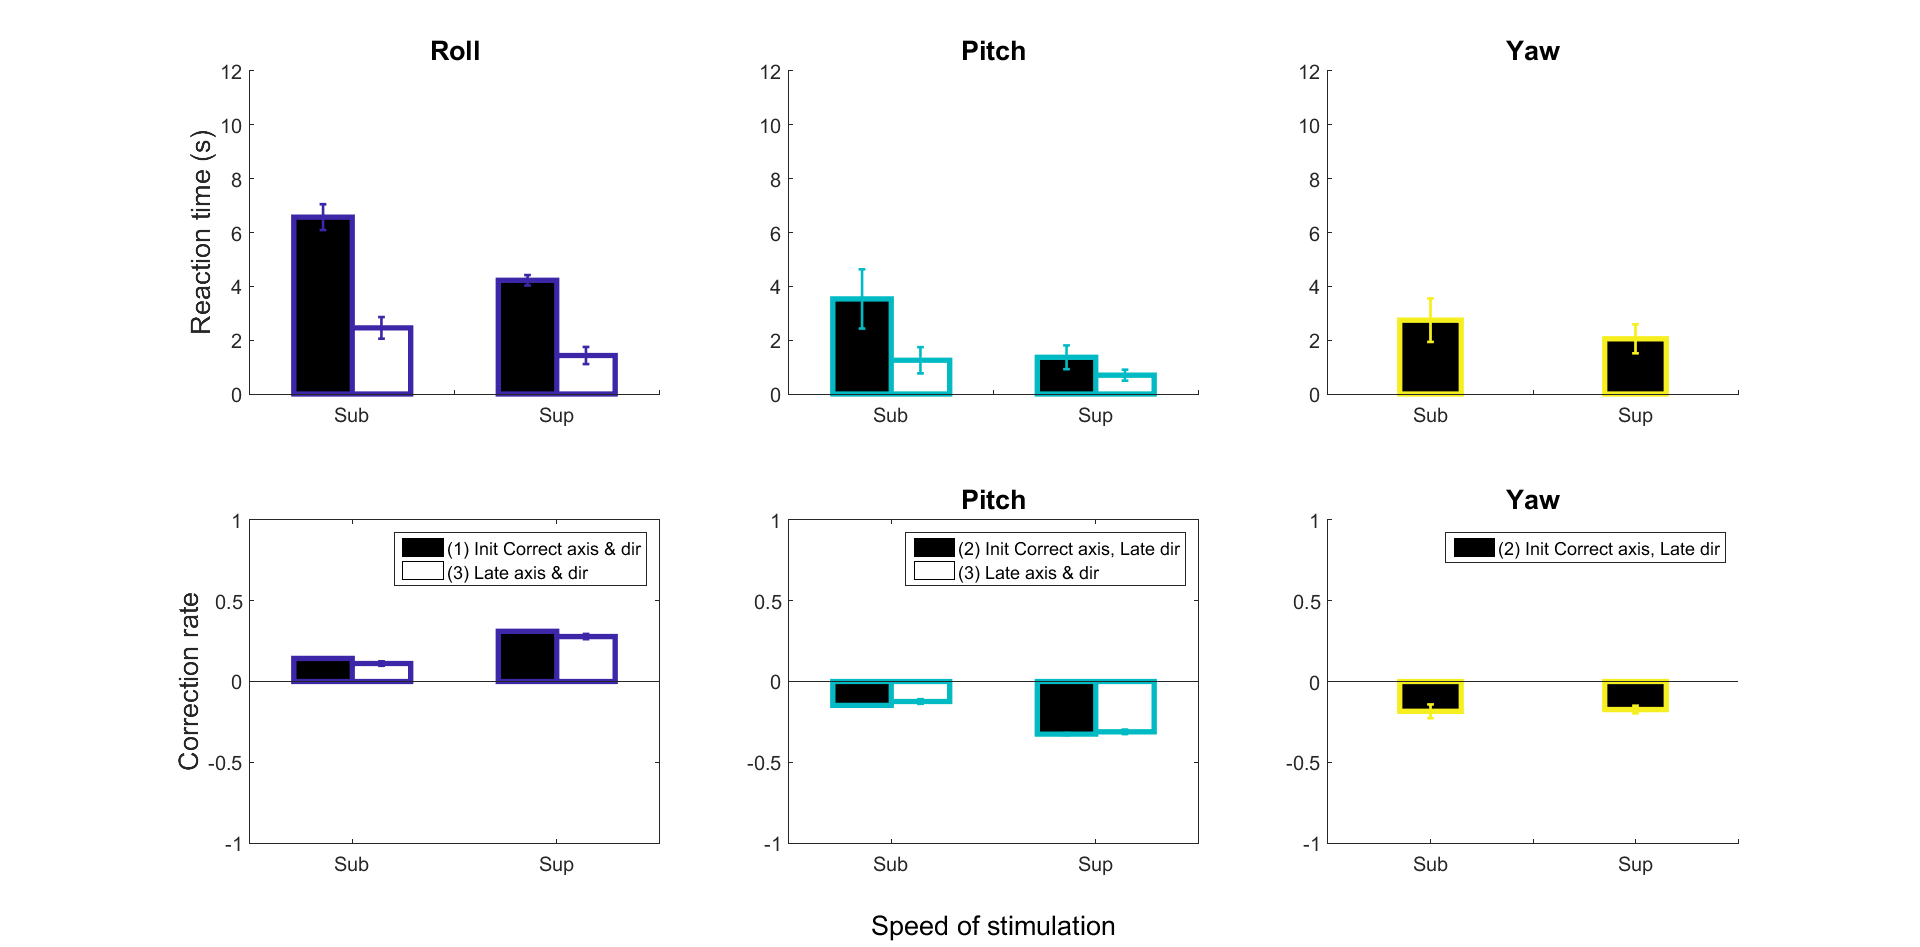 Roll
Pitch
Yaw
Reaction time (s)
12
10
8
6
4
2
0
Sub
Sup
12
10
8
6
4
2
0
Sub
Sup
12
10
8
6
4
2
0
Sub
Sup
Pitch
Yaw
Correction rate
1
0.5
0
-0.5
-1
(1) Init Correct axis & dir
(3) Late axis & dir
Sub
Sup
1
0.5
0
-0.5
-1
(2) Init Correct axis, Late dir
(3) Late axis & dir
Sub
Sup
1
0.5
0
-0.5
-1
(2) Init Correct axis, Late dir
Sub
Sup
Speed of stimulation